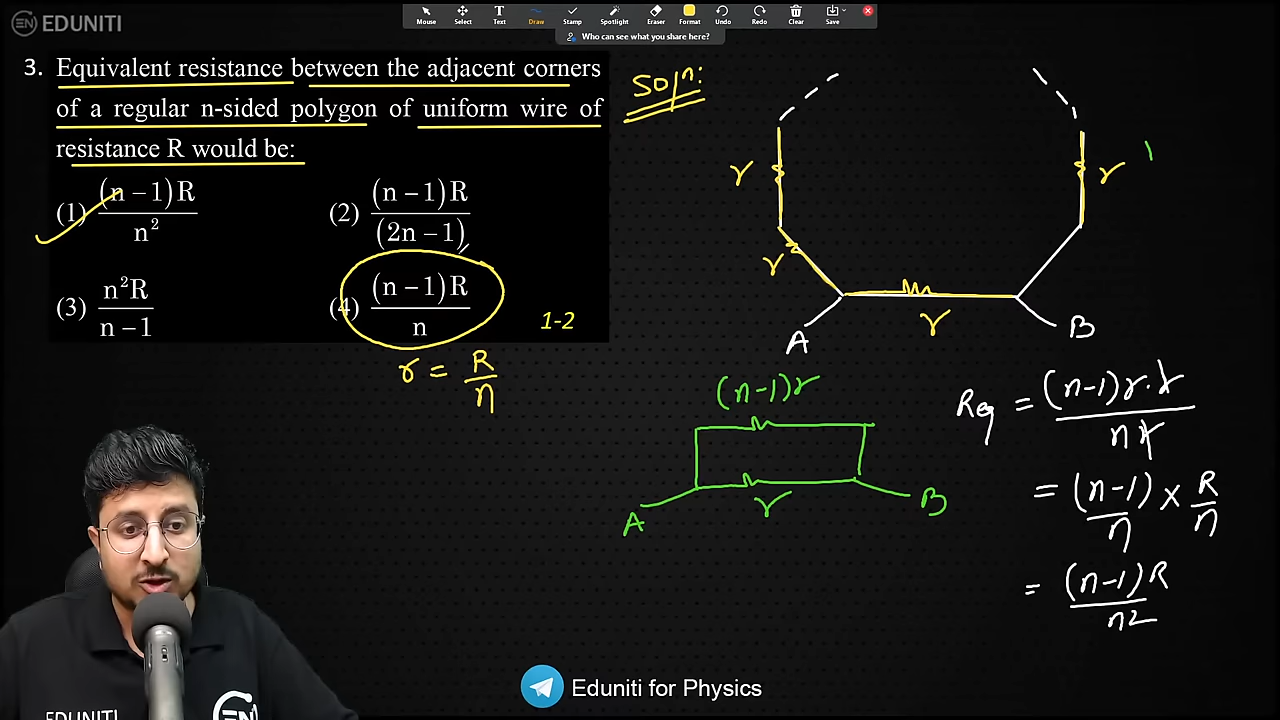 EDUNITI
Mouse Select Text Draw Stamp Spotlight Eraser Format Undo Redo Clear Save
Who can see what you share here?
3. Equivalent resistance between the adjacent corners
of a regular n-sided polygon of uniform wire of
resistance R would be:
(1) (n − 1)R / n²
(2) (n − 1)R / (2n − 1)
(3) n²R / n − 1
(4) (n − 1)R / n
1-2
r = R/n
Solⁿ:
r
r
r
r
A
B
(n-1)r
r
A
B
Req = (n-1)r.r / nr
= (n-1)/n × R/n
= (n-1)R / n2
EDUNITI
EN
Eduniti for Physics